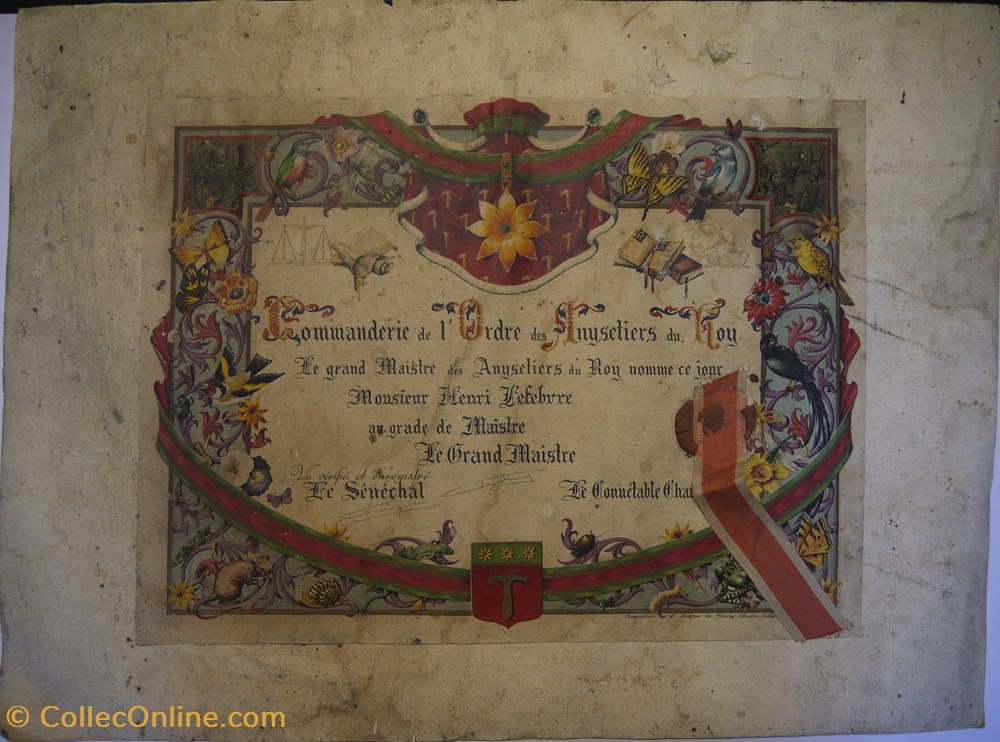 Commanderie de l'Ordre des Anysetiers du Roy
Le grand Maistre des Anysetiers du Roy nomme ce jour
Monsieur Henri Lefebvre
au grade de Maistre
Le Grand Maistre
Vu vérifié et enregistré
Le Sénéchal
Le Connétable
© CollecOnline.com